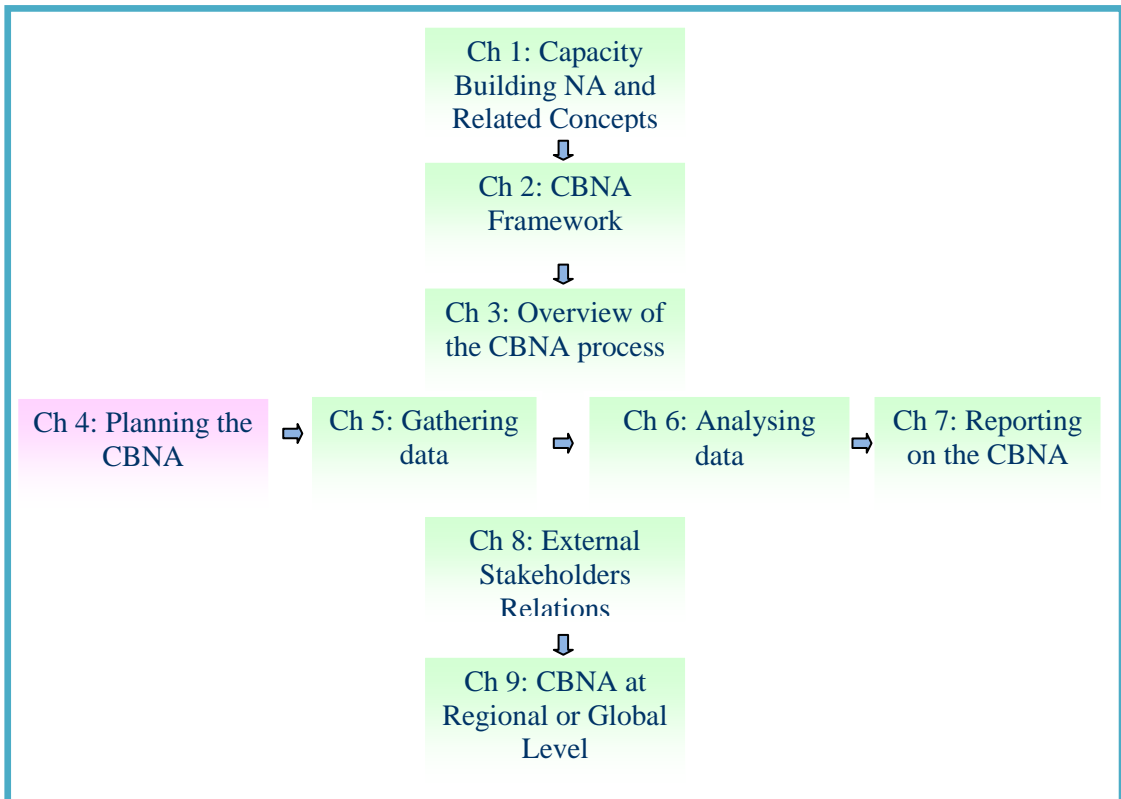 Ch 1: Capacity
Building NA and
Related Concepts
Ch 2: CBNA
Framework
Ch 3: Overview of
the CBNA process
Ch 4: Planning the
CBNA
Ch 5: Gathering
data
Ch 6: Analysing
data
Ch 7: Reporting
on the CBNA
Ch 8: External
Stakeholders
Relations
Ch 9: CBNA at
Regional or Global
Level